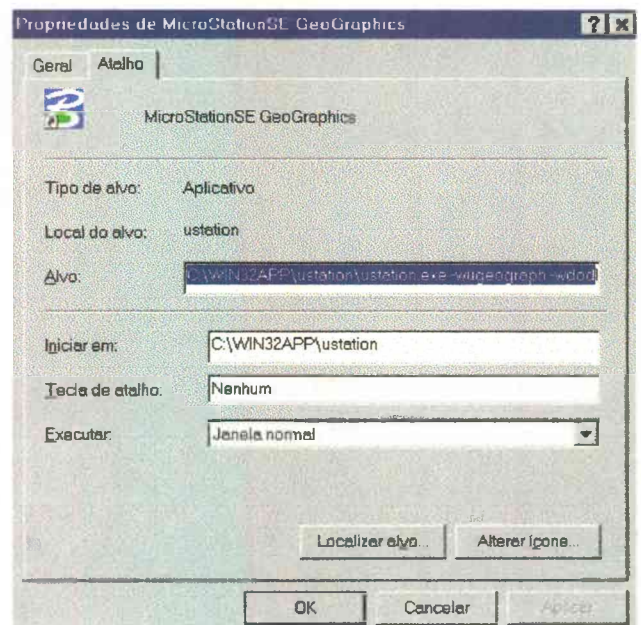 Propriedades de MicroStationSE GeoGraphics
Geral Atalho
MicroStationSE GeoGraphics
Tipo de alvo: Aplicativo
Local do alvo: ustation
Alvo: C:\WIN32APP\ustation\ustation.exe -wugeograph -wdod
Iniciar em: C:\WIN32APP\ustation
Tecla de atalho: Nenhum
Executar: Janela normal
Localizar alvo... Alterar ícone...
OK Cancelar Aplicar